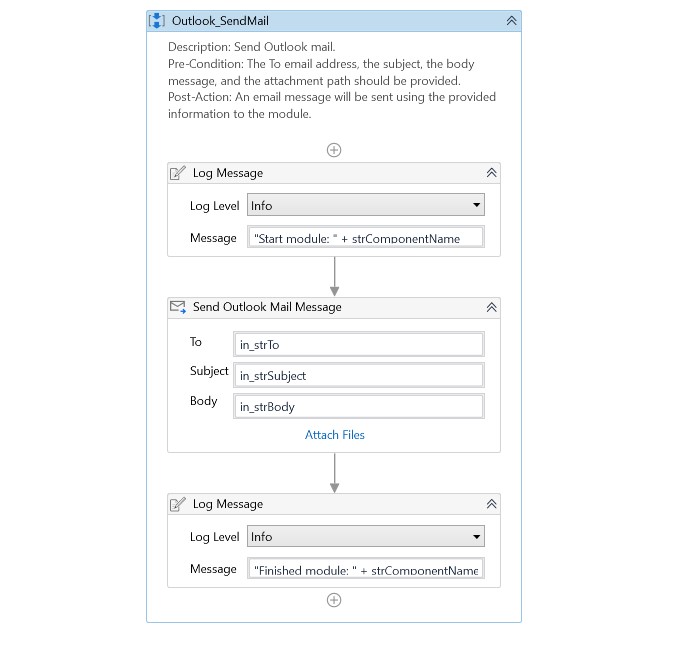 Outlook_SendMail
Description: Send Outlook mail.
Pre-Condition: The To email address, the subject, the body
message, and the attachment path should be provided.
Post-Action: An email message will be sent using the provided
information to the module.
Log Message
Log Level Info
Message "Start module: " + strComponentName
Send Outlook Mail Message
To in_strTo
Subject in_strSubject
Body in_strBody
Attach Files
Log Message
Log Level Info
Message "Finished module: " + strComponentName